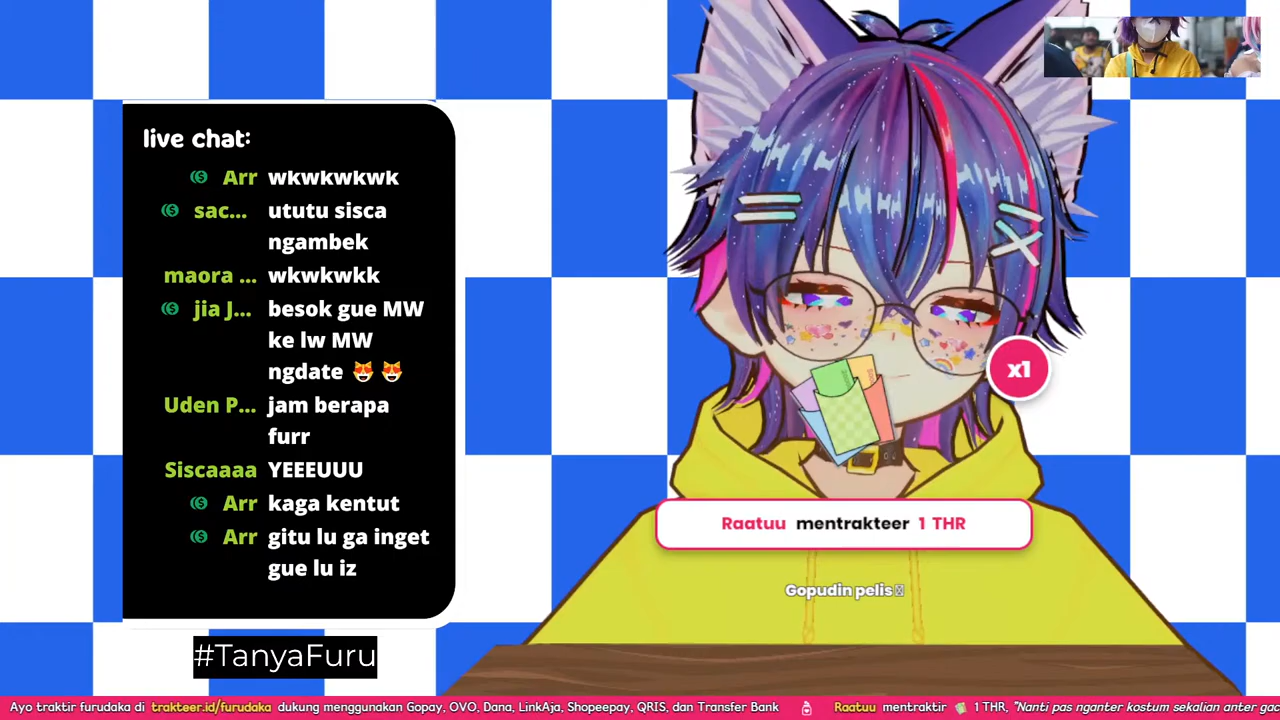 live chat:
Arr wkwkwkwk
sac... ututu sisca
ngambek
maora ... wkwkwkk
jia J... besok gue MW
ke lw MW
ngdate 😻 😻
Uden P... jam berapa
furr
Siscaaaa YEEEUUU
Arr kaga kentut
Arr gitu lu ga inget
gue lu iz
#TanyaFuru
x1
Raatuu mentrakteer 1 THR
Gopudin pelis
Ayo traktir furudaka di trakteer.id/furudaka dukung menggunakan Gopay, OVO, Dana, LinkAja, Shopeepay, QRIS, dan Transfer Bank
Raatuu mentraktir 1 THR, "Nanti pas nganter kostum sekalian anter gac